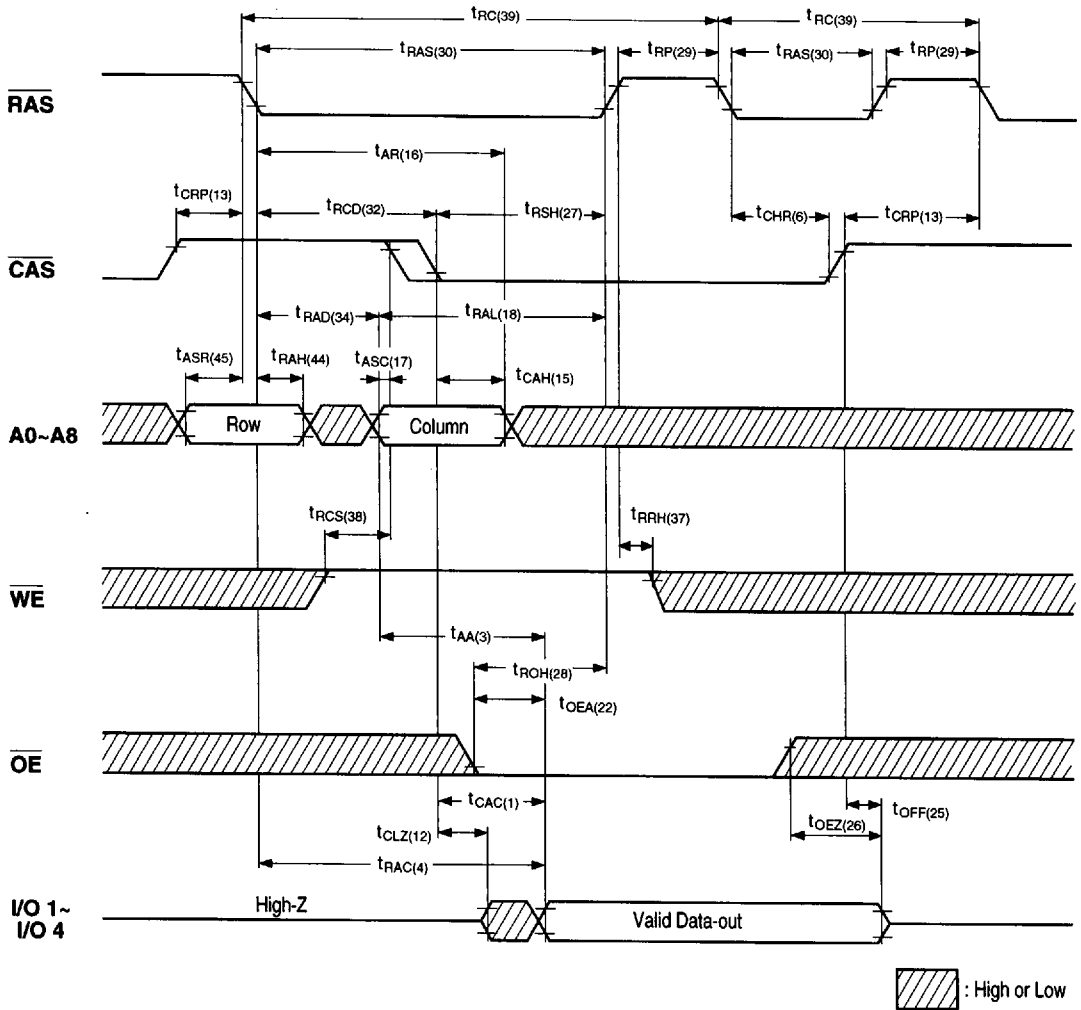 tRC(39) tRC(39)
tRAS(30) tRP(29) tRAS(30) tRP(29)
RAS
tAR(16)
tCRP(13) tRCD(32) tRSH(27) tCHR(6) tCRP(13)
CAS
tRAD(34) tRAL(18)
tASR(45) tRAH(44) tASC(17) tCAH(15)
A0~A8 Row Column
tRCS(38) tRRH(37)
WE
tAA(3)
tROH(28)
tOEA(22)
OE
tCAC(1) tOFF(25)
tCLZ(12) tOEZ(26)
tRAC(4)
I/O 1~ High-Z Valid Data-out
I/O 4
: High or Low